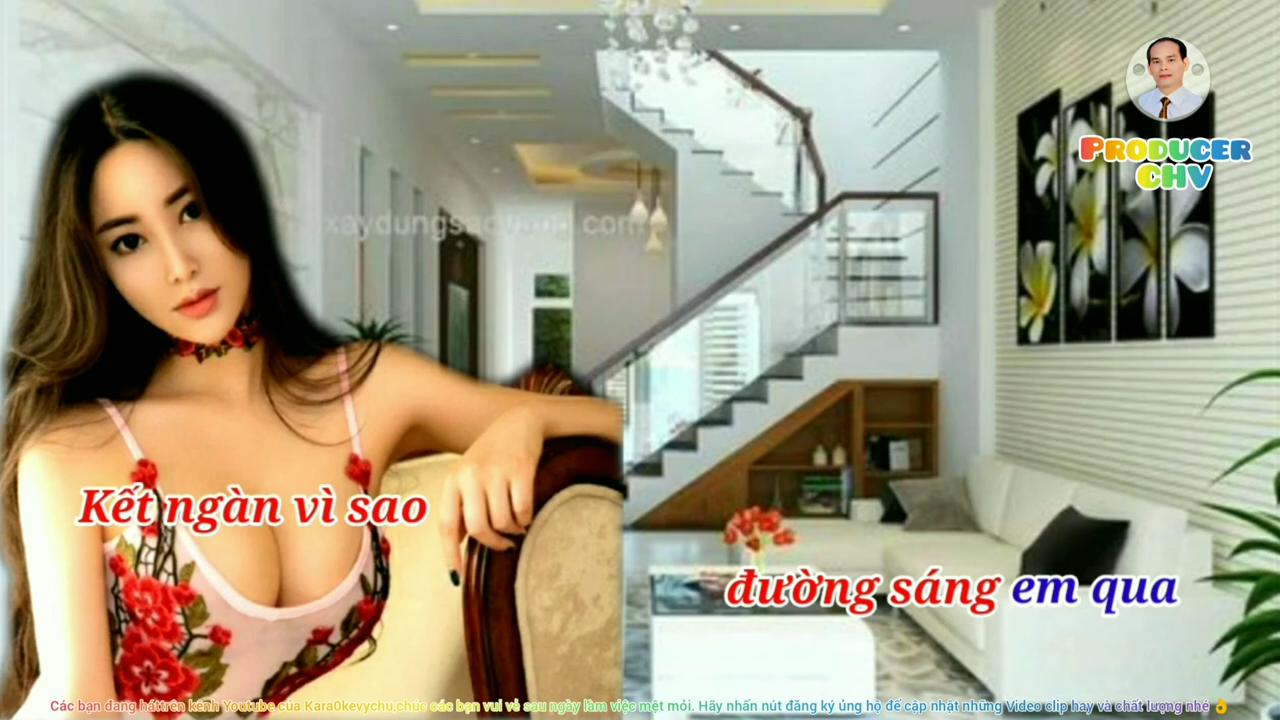 PRODUCER
CHV
Kết ngàn vì sao
đường sáng em qua
Các bạn đang háttrên kênh Youtube của Kara0kevychu,chúc các bạn vui vẻ sau ngày làm việc mệt mỏi. Hãy nhấn nút đăng ký ủng hộ để cập nhật những Video clip hay và chất lượng nhé 👌